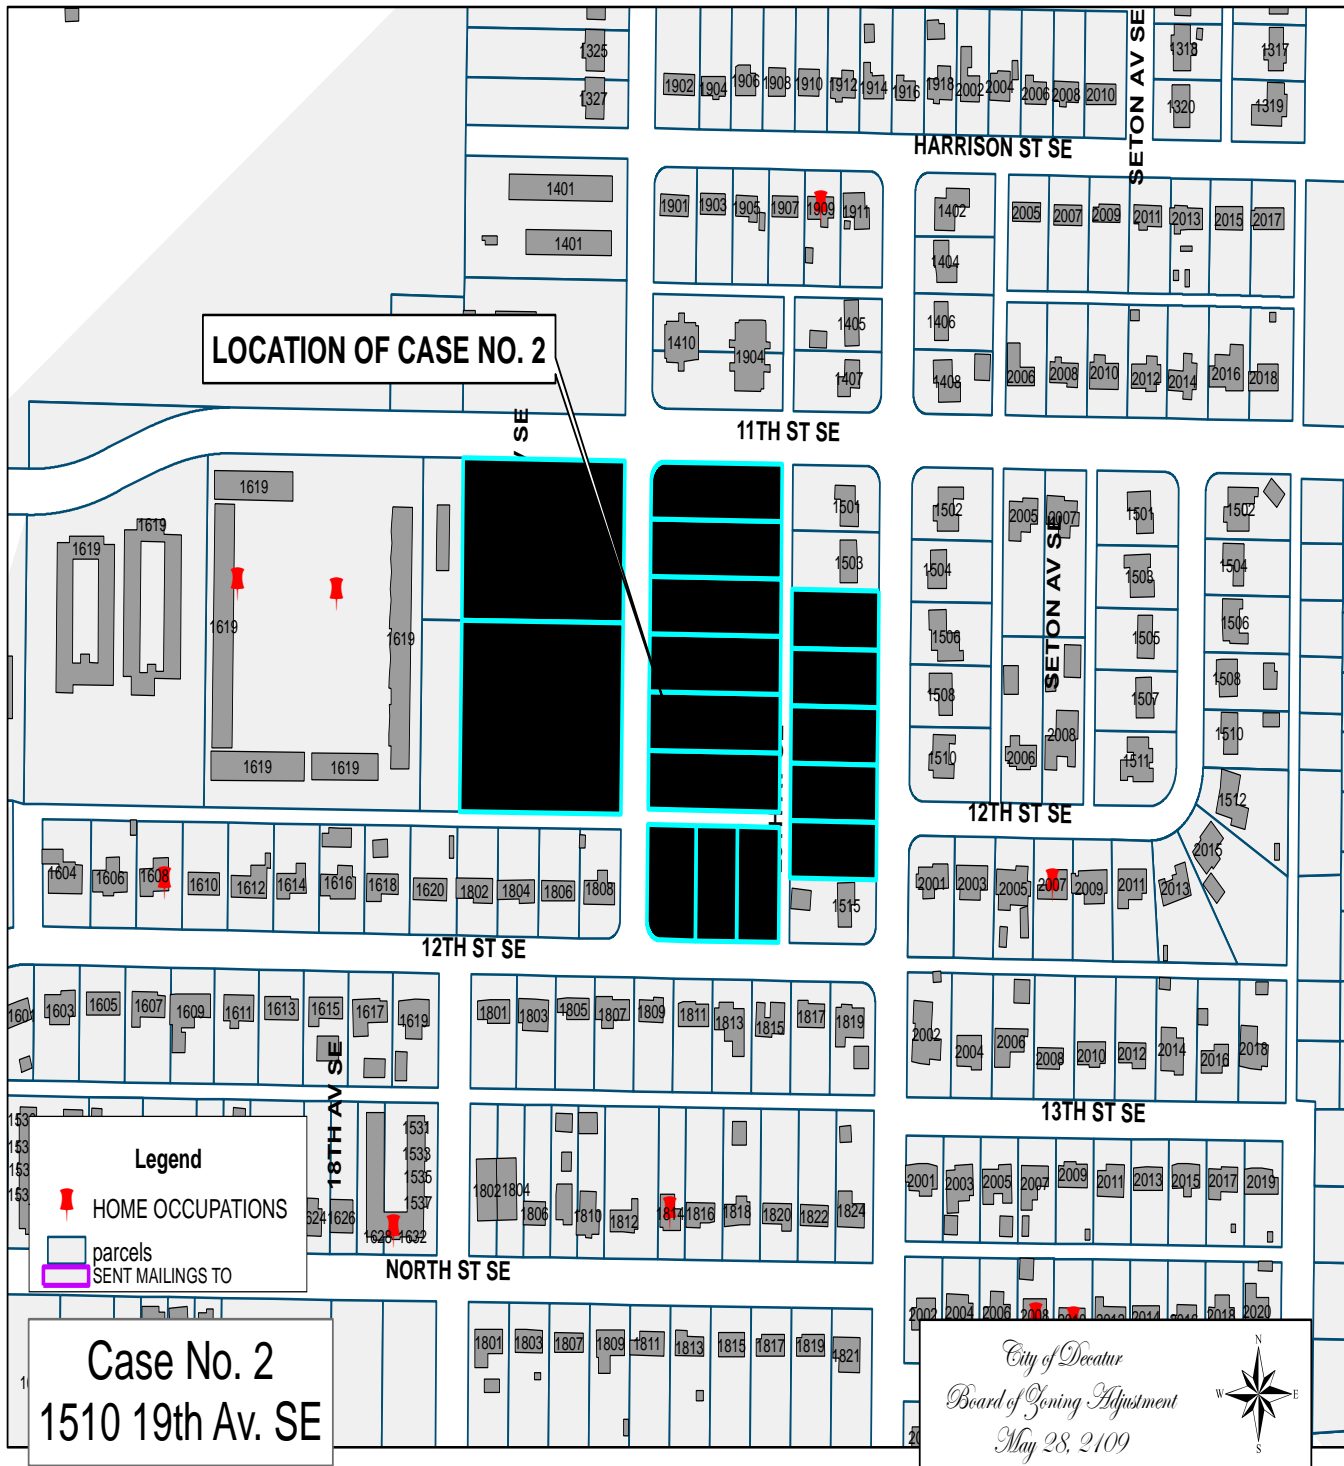 1325
1327
1902 1904 1906 1908 1910 1912 1914 1916 1918 2002 2004 2006 2008 2010
SETON AV SE
1318
1317
1320
1319
HARRISON ST SE
1401
1401
1901 1903 1905 1907 1909 1911
1402
1404
1406
1408
2005 2007 2009 2011 2013 2015 2017
1410
1904
1405
1407
2006 2008 2010 2012 2014 2016 2018
LOCATION OF CASE NO. 2
SE
11TH ST SE
1619
1619
1619
1619
1619
1619
1619
1501
1503
1502
1504
1506
1508
1510
2005 2007
SETON AV SE
2006 2008
1501
1503
1505
1507
1511
1502
1504
1506
1508
1510
1512
12TH ST SE
1604 1606 1608 1610 1612 1614 1616 1618 1620 1802 1804 1806 1808
1515
2001 2003 2005 2007 2009 2011 2013 2015
12TH ST SE
1603 1605 1607 1609 1611 1613 1615 1617 1619
1801 1803 1805 1807 1809 1811 1813 1815 1817 1819
2002 2004 2006 2008 2010 2012 2014 2016 2018
18TH AV SE
13TH ST SE
1531
1533
1535
1537
1626
1628 1632
1802 1804 1806 1810 1812 1814 1816 1818 1820 1822 1824
2001 2003 2005 2007 2009 2011 2013 2015 2017 2019
NORTH ST SE
1801 1803 1807 1809 1811 1813 1815 1817 1819 1821
2002 2004 2006 2008 2020
Legend
HOME OCCUPATIONS
parcels
SENT MAILINGS TO
Case No. 2
1510 19th Av. SE
City of Decatur
Board of Zoning Adjustment
May 28, 2109
N
W E
S